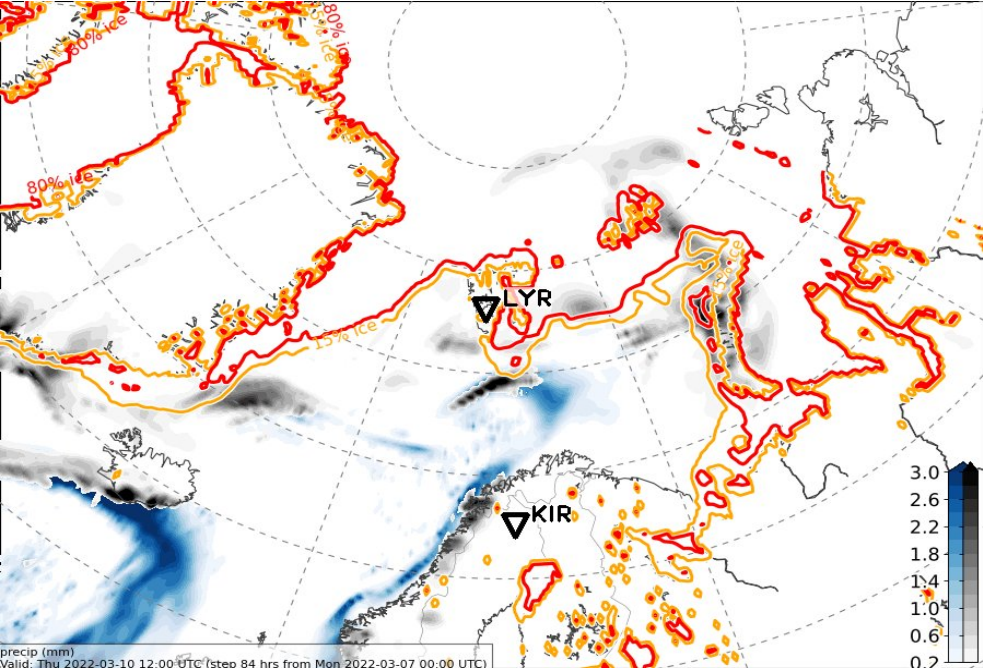 80% ice
80% ice
80% ice
15% ice
LYR
KIR
3.0
2.6
2.2
1.8
1.4
1.0
0.6
0.2
precip (mm)
Valid: Thu 2022-03-10 12:00 UTC (step 84 hrs from Mon 2022-03-07 00:00 UTC)